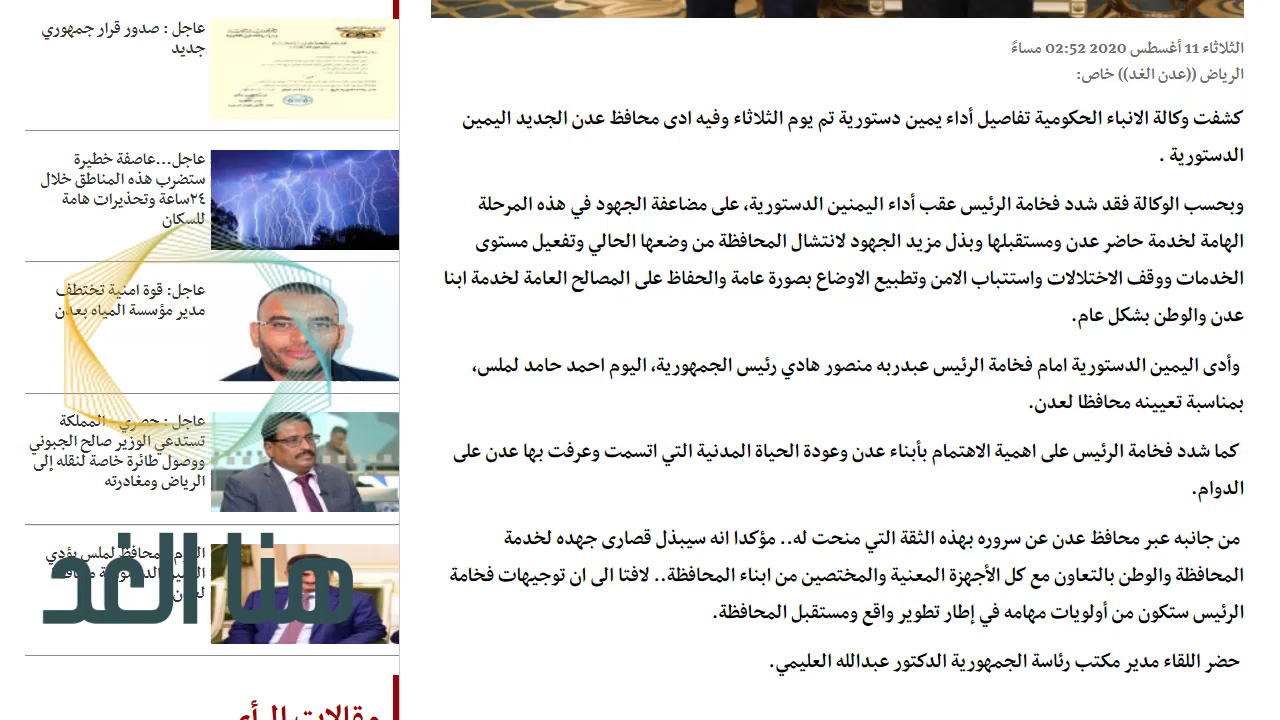 الثلاثاء 11 أغسطس 2020 02:52 مساءً
الرياض ((عدن الغد)) خاص:
كشفت وكالة الانباء الحكومية تفاصيل أداء يمين دستورية تم يوم الثلاثاء وفيه ادى محافظ عدن الجديد اليمين
الدستورية .
وبحسب الوكالة فقد شدد فخامة الرئيس عقب أداء اليمنين الدستورية، على مضاعفة الجهود في هذه المرحلة
الهامة لخدمة حاضر عدن ومستقبلها وبذل مزيد الجهود لانتشال المحافظة من وضعها الحالي وتفعيل مستوى
الخدمات ووقف الاختلالات واستتباب الامن وتطبيع الاوضاع بصورة عامة والحفاظ على المصالح العامة لخدمة ابنا
عدن والوطن بشكل عام.
وأدى اليمين الدستورية امام فخامة الرئيس عبدربه منصور هادي رئيس الجمهورية، اليوم احمد حامد لملس،
بمناسبة تعيينه محافظا لعدن.
كما شدد فخامة الرئيس على اهمية الاهتمام بأبناء عدن وعودة الحياة المدنية التي اتسمت وعرفت بها عدن على
الدوام.
من جانبه عبر محافظ عدن عن سروره بهذه الثقة التي منحت له.. مؤكدا انه سيبذل قصارى جهده لخدمة
المحافظة والوطن بالتعاون مع كل الأجهزة المعنية والمختصين من ابناء المحافظة.. لافتا الى ان توجيهات فخامة
الرئيس ستكون من أولويات مهامه في إطار تطوير واقع ومستقبل المحافظة.
حضر اللقاء مدير مكتب رئاسة الجمهورية الدكتور عبدالله العليمي.
عاجل : صدور قرار جمهوري
جديد
عاجل...عاصفة خطيرة
ستضرب هذه المناطق خلال
٢٤ساعة وتحذيرات هامة
للسكان
عاجل: قوة امنية تختطف
مدير مؤسسة المياه بعدن
عاجل : حصري - المملكة
تستدعي الوزير صالح الجبوني
ووصول طائرة خاصة لنقله إلى
الرياض ومغادرته
لملس يؤدي
هنا الغد
مقالات الرأي